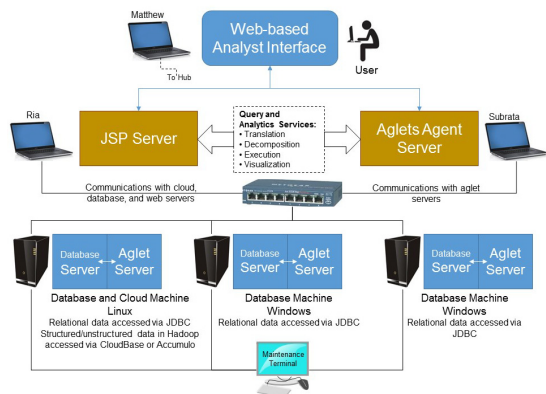 Matthew
Web-based
Analyst Interface
To Hub
User
Ria
JSP Server
Query and
Analytics Services:
• Translation
• Decomposition
• Execution
• Visualization
Aglets Agent
Server
Subrata
Communications with cloud,
database, and web servers
NETGEAR
Communications with aglet
servers
Database
Server
Aglet
Server
Database
Server
Aglet
Server
Database
Server
Aglet
Server
Database and Cloud Machine
Linux
Relational data accessed via JDBC
Structured/unstructured data in Hadoop
accessed via CloudBase or Accumulo
Database Machine
Windows
Relational data accessed via JDBC
Database Machine
Windows
Relational data accessed via
JDBC
Maintenance
Terminal